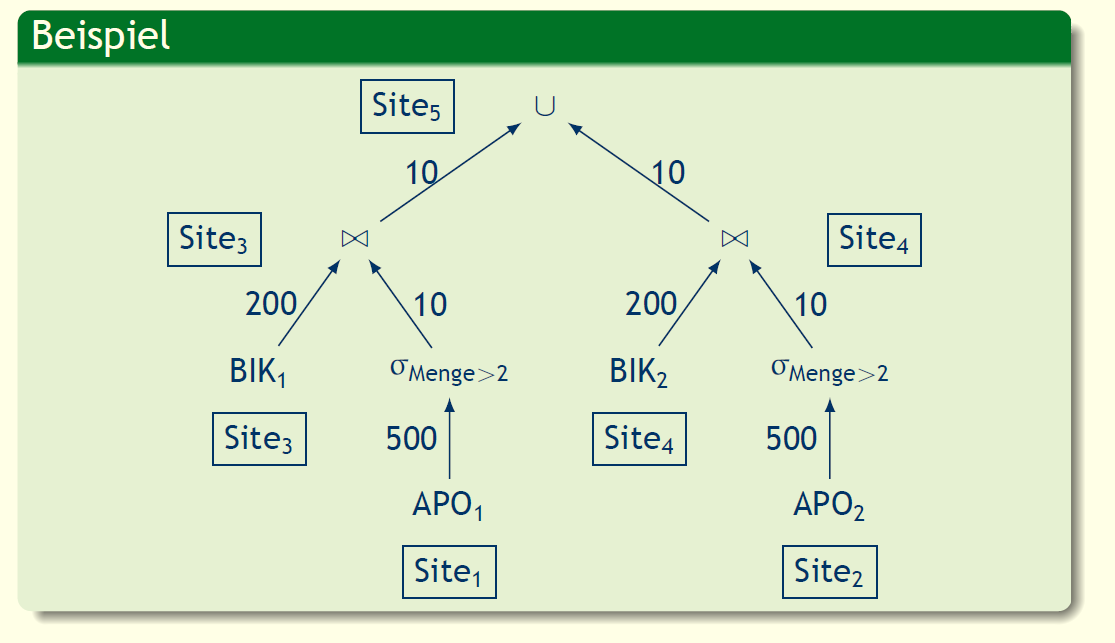 Beispiel
Site₅ ∪
10 10
Site₃ ⋈ ⋈ Site₄
200 10 200 10
BIK₁ σMenge>2 BIK₂ σMenge>2
Site₃ 500 Site₄ 500
APO₁ APO₂
Site₁ Site₂